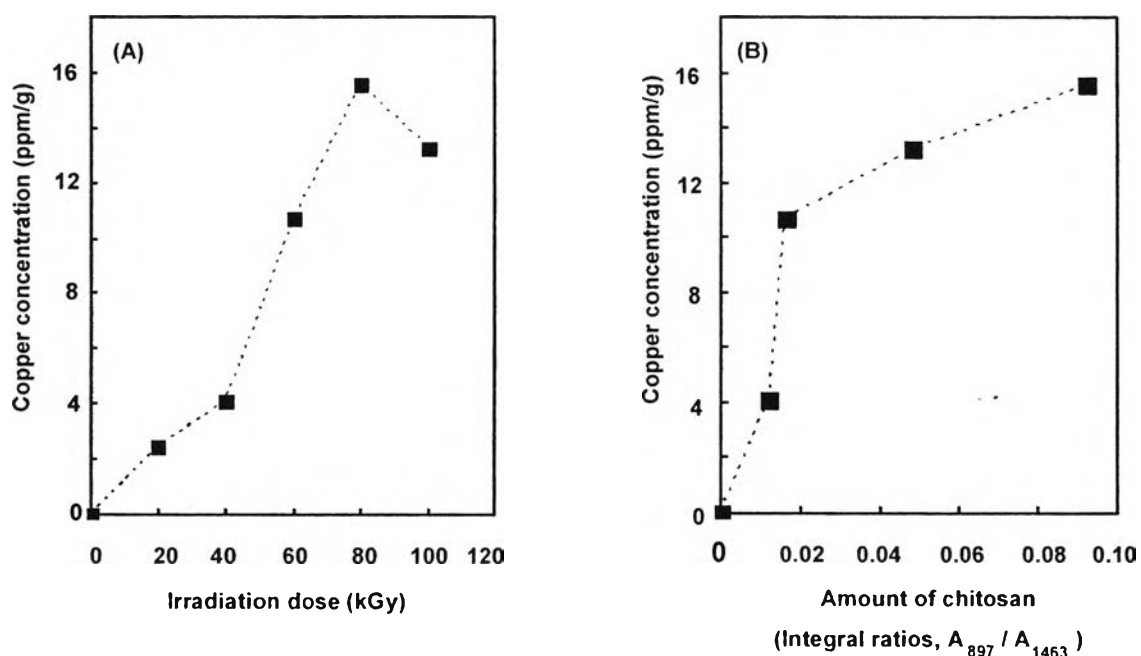 (A)
Copper concentration (ppm/g)
16
12
8
4
0
0 20 40 60 80 100 120
Irradiation dose (kGy)
(B)
Copper concentration (ppm/g)
16
12
8
4
0
0 0.02 0.04 0.06 0.08 0.10
Amount of chitosan
(Integral ratios, A 897 / A 1463 )